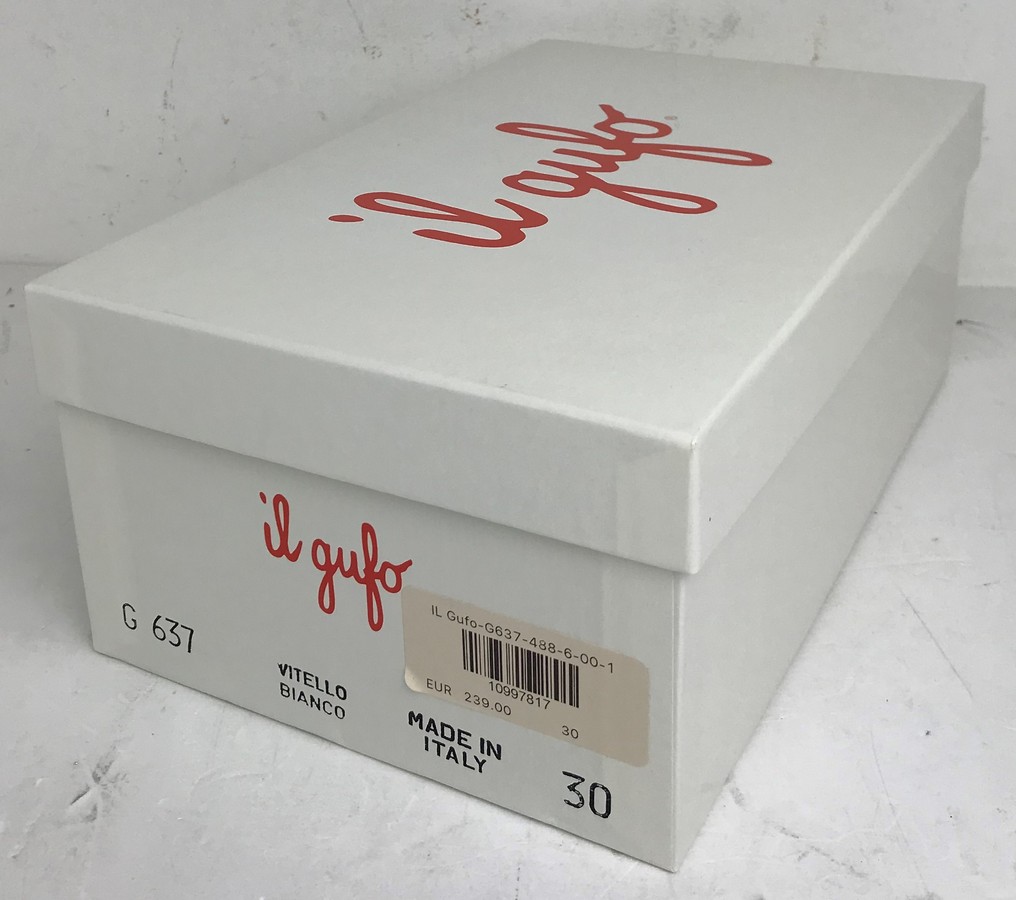 il gufo
il gufo
G 637
VITELLO
BIANCO
MADE IN
ITALY
30
IL Gufo-G637-488-6-00-1
10997817
EUR 239.00
30